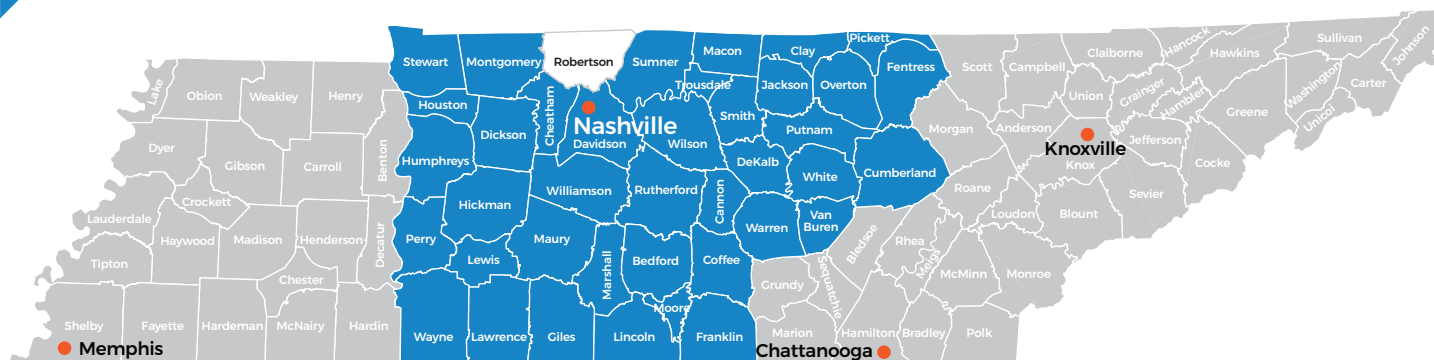 Stewart
Montgomery
Robertson
Sumner
Macon
Clay
Pickett
Fentress
Scott
Campbell
Claiborne
Hancock
Hawkins
Sullivan
Johnson
Lake
Obion
Weakley
Henry
Houston
Dickson
Cheatham
Trousdale
Jackson
Overton
Union
Grainger
Hamblen
Washington
Carter
Unicoi
Greene
Nashville
Davidson
Wilson
Smith
Putnam
Morgan
Anderson
Knoxville
Knox
Jefferson
Cocke
Dyer
Gibson
Carroll
Benton
Humphreys
DeKalb
White
Cumberland
Roane
Loudon
Blount
Sevier
Lauderdale
Crockett
Haywood
Madison
Henderson
Decatur
Perry
Hickman
Williamson
Rutherford
Cannon
Warren
Van
Buren
Bledsoe
Rhea
Meigs
McMinn
Monroe
Tipton
Chester
Lewis
Maury
Marshall
Bedford
Coffee
Grundy
Sequatchie
Shelby
Fayette
Hardeman
McNairy
Hardin
Wayne
Lawrence
Giles
Lincoln
Moore
Franklin
Marion
Hamilton
Bradley
Polk
Memphis
Chattanooga